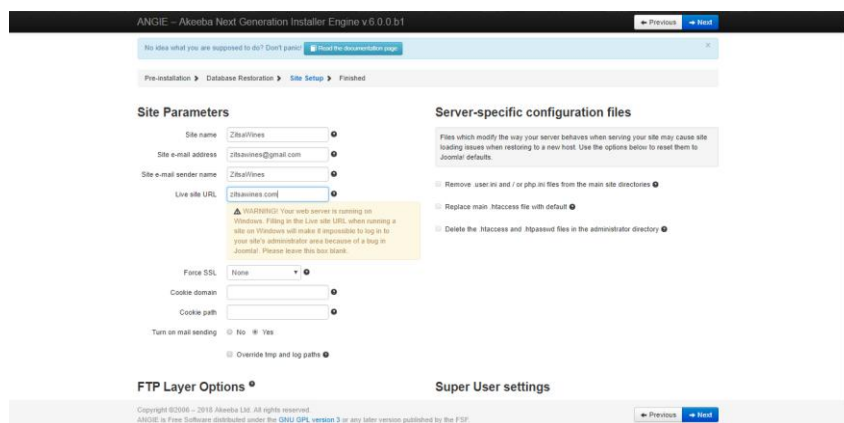 ANGIE – Akeeba Next Generation Installer Engine v.6.0.0.b1
Previous
Next
No idea what you are supposed to do? Don't panic!
Read the documentation page
×
Pre-installation
Database Restoration
Site Setup
Finished
Site Parameters
Site name
ZitsaWines
Site e-mail address
zitsawines@gmail.com
Site e-mail sender name
ZitsaWines
Live site URL
zitsawines.com
WARNING! Your web server is running on
Windows. Filling in the Live site URL when running a
site on Windows will make it impossible to log in to
your site's administrator area because of a bug in
Joomla!. Please leave this box blank.
Force SSL
None
Cookie domain
Cookie path
Turn on mail sending
No
Yes
Override tmp and log paths
FTP Layer Options
Server-specific configuration files
Files which modify the way your server behaves when serving your site may cause site
loading issues when restoring to a new host. Use the options below to reset them to
Joomla! defaults.
Remove .user.ini and / or php.ini files from the main site directories
Replace main .htaccess file with default
Delete the .htaccess and .htpasswd files in the administrator directory
Super User settings
Copyright ©2006 – 2018 Akeeba Ltd. All rights reserved.
ANGIE is Free Software distributed under the GNU GPL version 3 or any later version published by the FSF.
Previous
Next